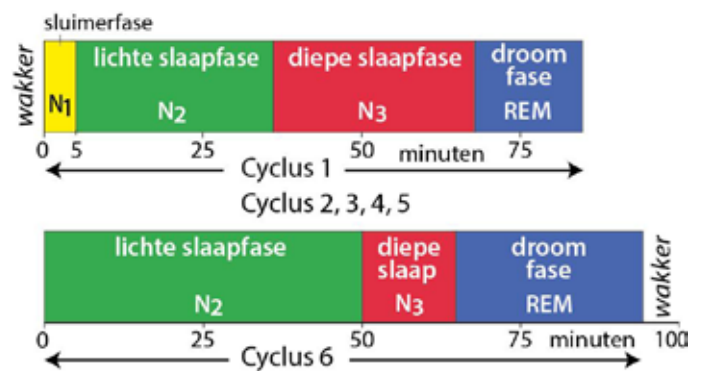 sluimerfase
wakker
lichte slaapfase
diepe slaapfase
droom
fase
N1
N2
N3
REM
0 5 25 50 minuten 75
Cyclus 1
Cyclus 2, 3, 4, 5
lichte slaapfase
diepe
slaap
droom
fase
N2
N3
REM
wakker
0 25 50 75 minuten 100
Cyclus 6